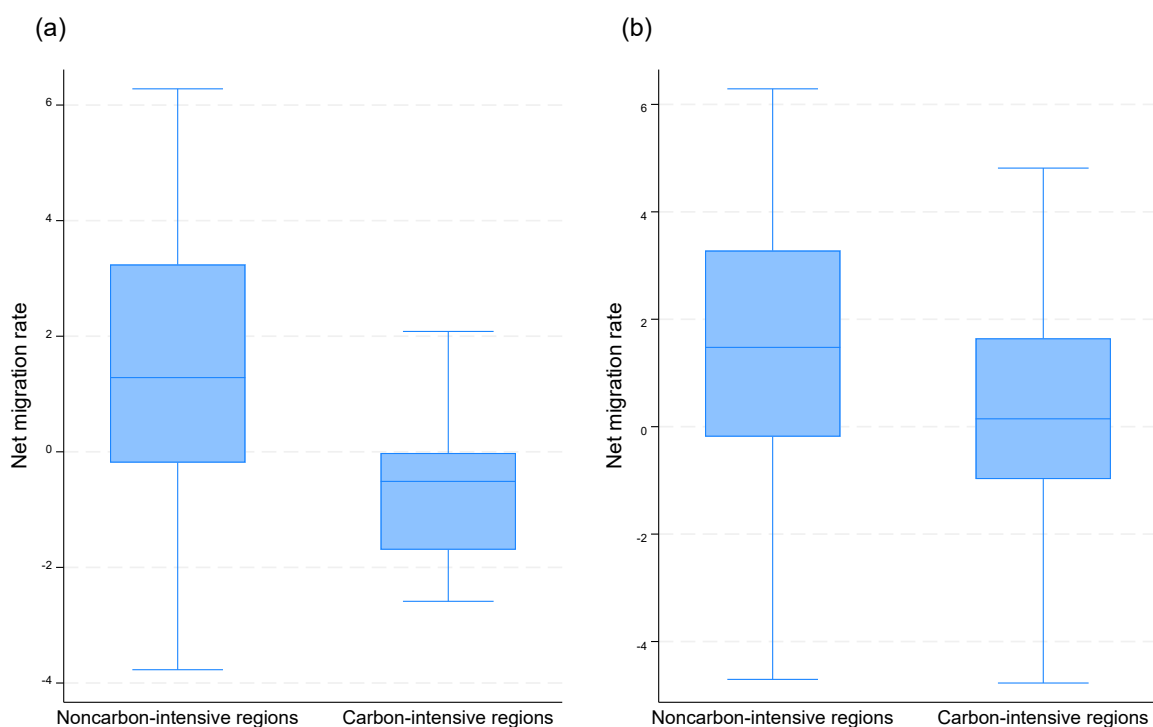 (a)
Net migration rate
6
4
2
0
-2
-4
Noncarbon-intensive regions
Carbon-intensive regions
(b)
Net migration rate
6
4
2
0
-2
-4
Noncarbon-intensive regions
Carbon-intensive regions